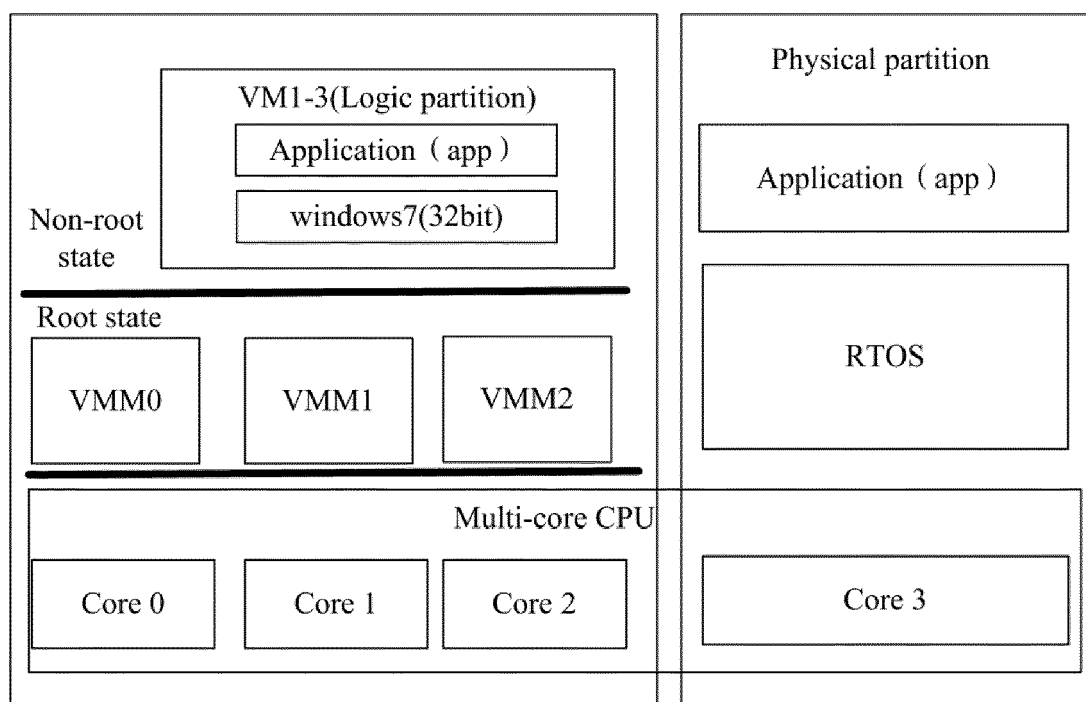 VM1-3(Logic partition)
Application（app）
windows7(32bit)
Non-root
state
Root state
VMM0
VMM1
VMM2
Physical partition
Application（app）
RTOS
Multi-core CPU
Core 0
Core 1
Core 2
Core 3